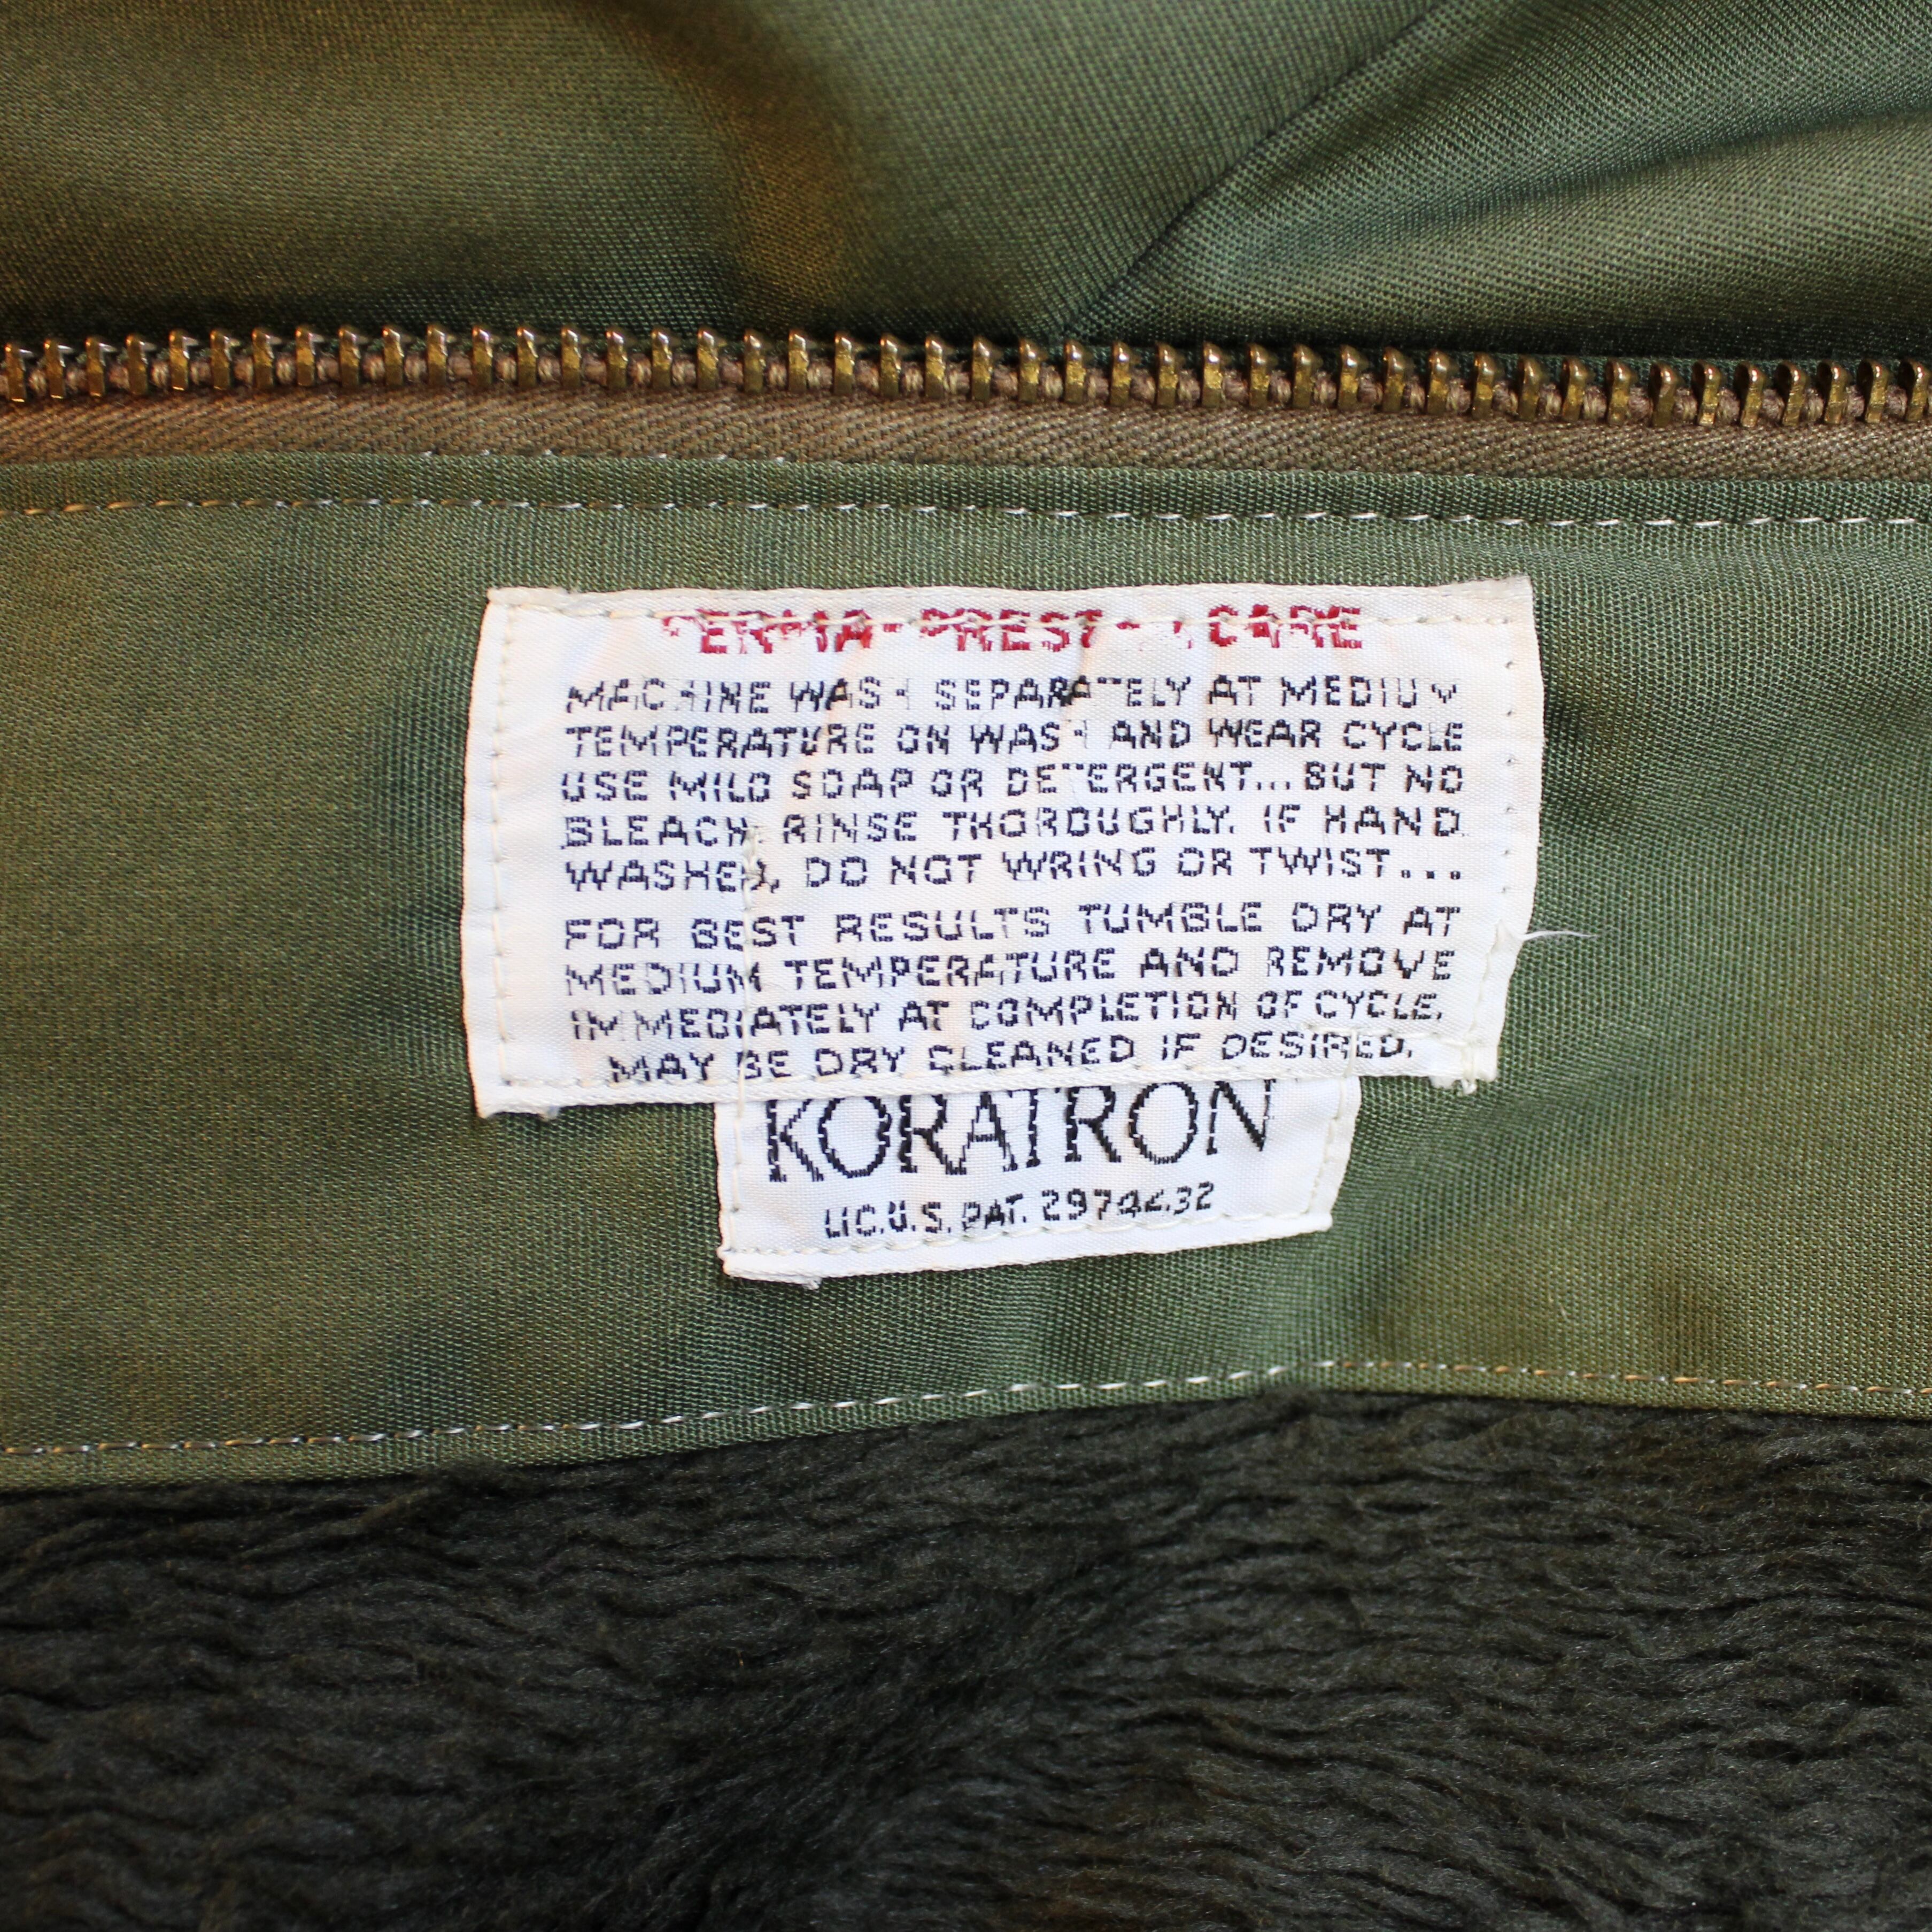 PERMA-PREST CARE
MACHINE WASH SEPARATELY AT MEDIUM
TEMPERATURE ON WASH AND WEAR CYCLE
USE MILD SOAP OR DETERGENT...BUT NO
BLEACH. RINSE THOROUGHLY. IF HAND
WASHED, DO NOT WRING OR TWIST...
FOR BEST RESULTS TUMBLE DRY AT
MEDIUM TEMPERATURE AND REMOVE
IMMEDIATELY AT COMPLETION OF CYCLE.
MAY BE DRY CLEANED IF DESIRED.
KORATRON
LIC.U.S. PAT. 2974432